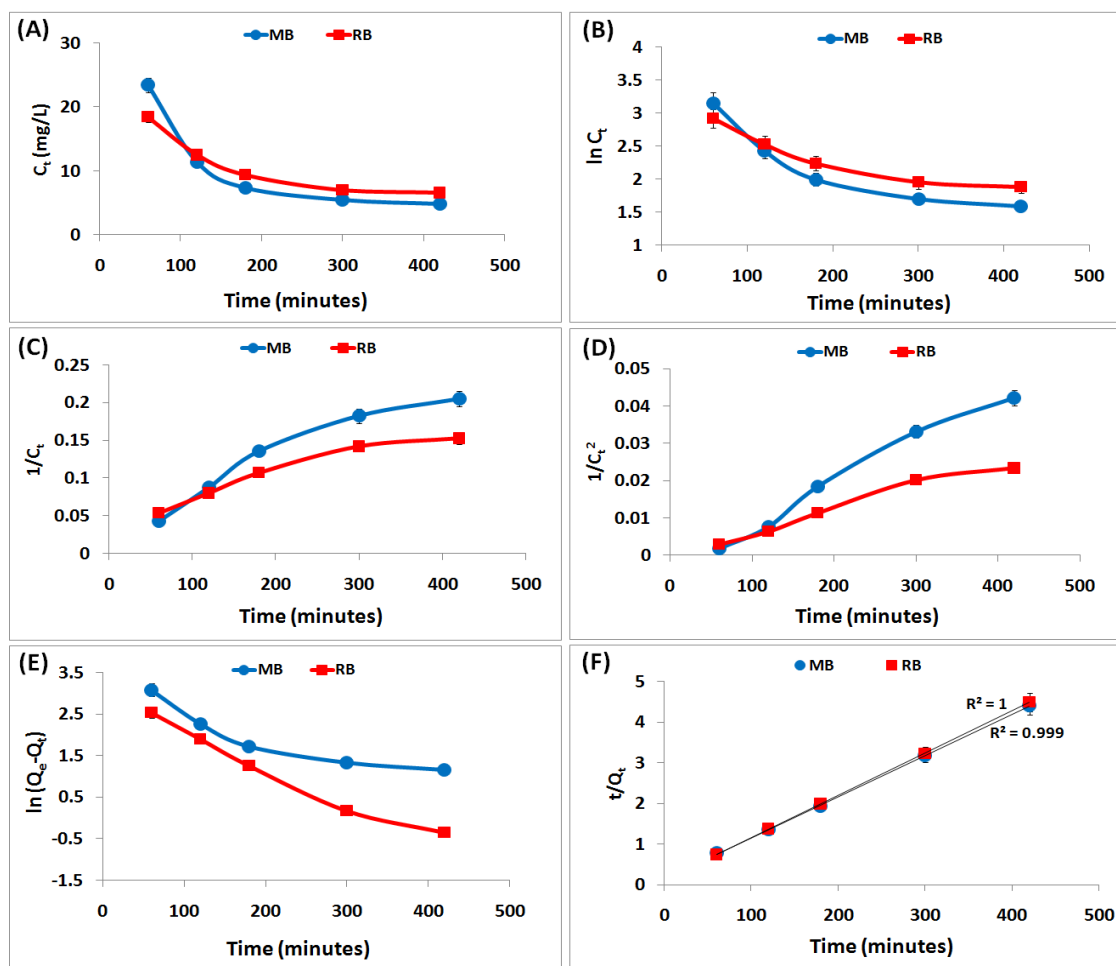 (A)
MB RB
30
20
10
0
Cₜ (mg/L)
0 100 200 300 400 500
Time (minutes)
(B)
MB RB
4
3.5
3
2.5
2
1.5
1
ln Cₜ
0 100 200 300 400 500
Time (minutes)
(C)
MB RB
0.25
0.2
0.15
0.1
0.05
0
1/Cₜ
0 100 200 300 400 500
Time (minutes)
(D)
MB RB
0.05
0.04
0.03
0.02
0.01
0
1/Cₜ²
0 100 200 300 400 500
Time (minutes)
(E)
MB RB
3.5
2.5
1.5
0.5
-0.5
-1.5
ln (Qₑ-Qₜ)
0 100 200 300 400 500
Time (minutes)
(F)
MB RB
5
4
3
2
1
0
t/Qₜ
R² = 1
R² = 0.999
0 100 200 300 400 500
Time (minutes)